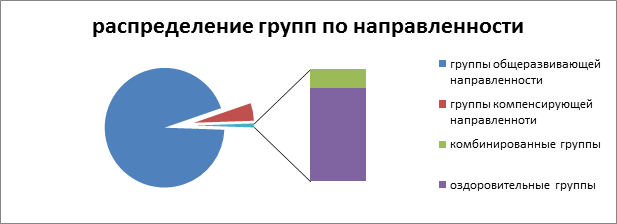 распределение групп по направленности
группы общеразвивающей
направленности
группы компенсирующей
направленноти
комбинированные группы
оздоровительные группы